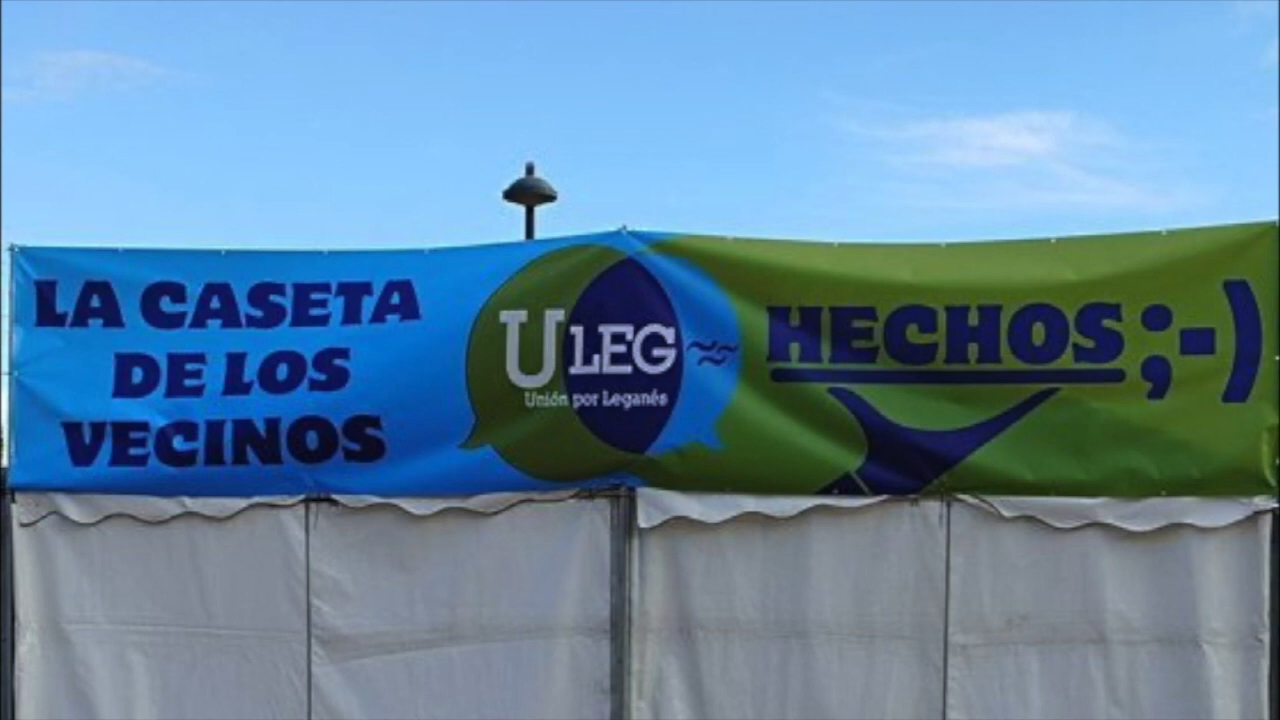 LA CASETA
DE LOS
VECINOS
ULEG
Unión por Leganés
HECHOS ;-)